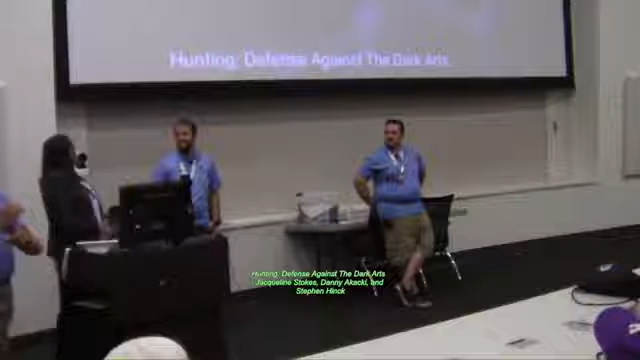 Hunting: Defense Against The Dark Arts
Hunting: Defense Against The Dark Arts
Jacqueline Stokes, Danny Akacki, and
Stephen Hinck